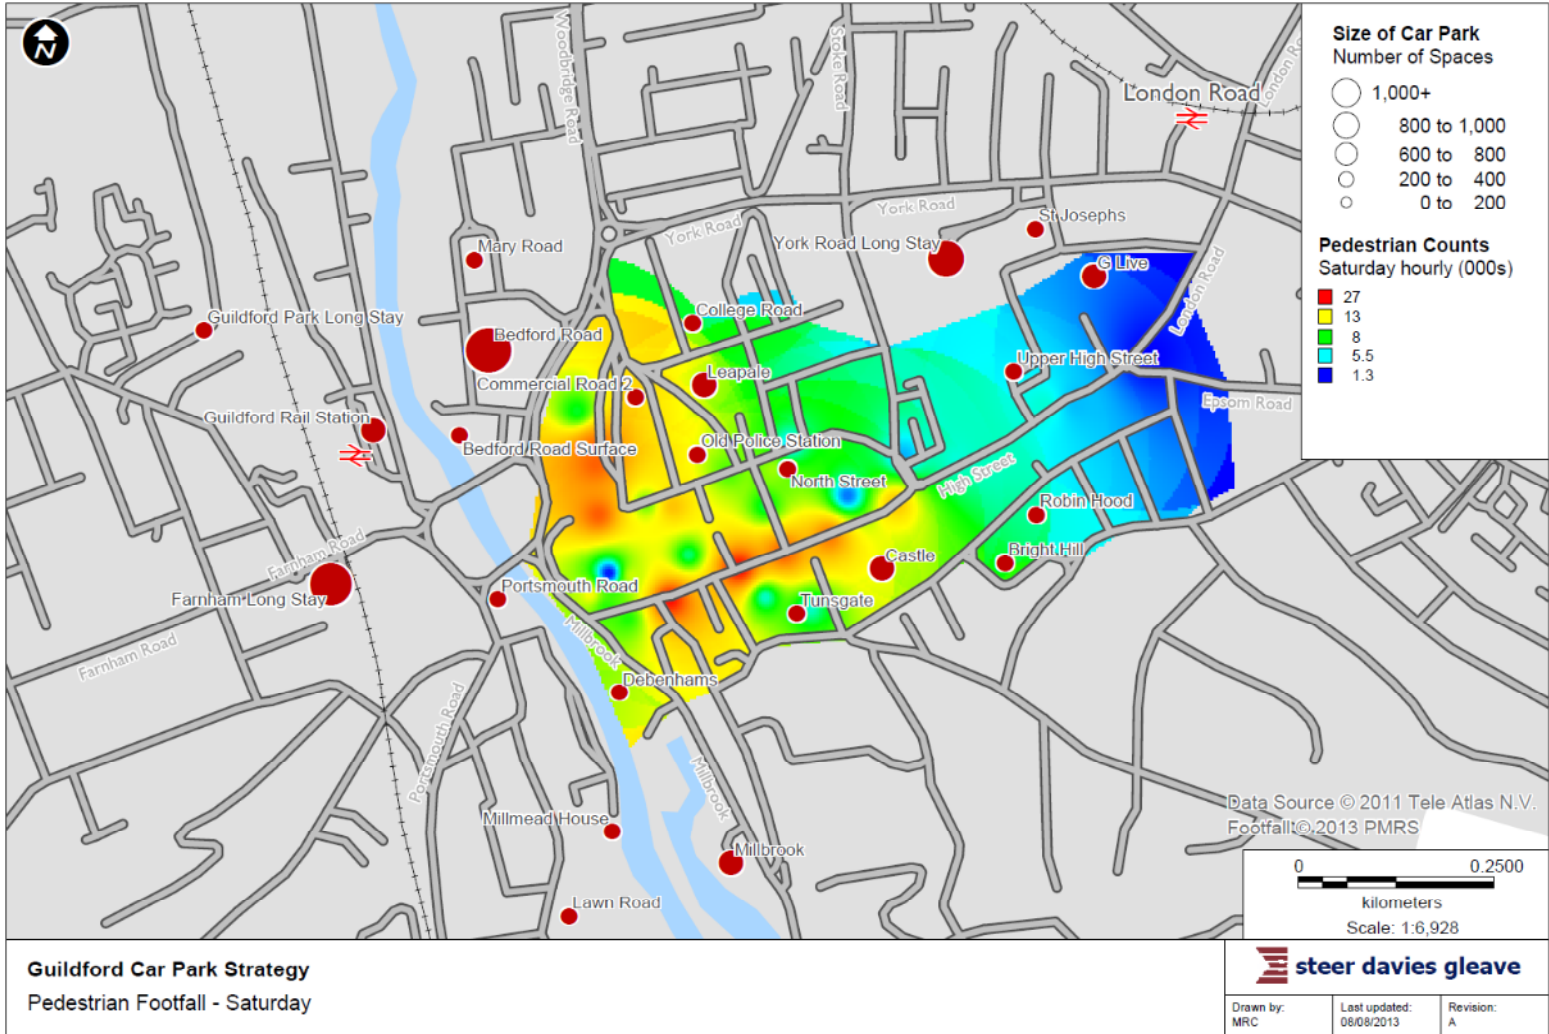 N
Woodbridge Road
Stoke Road
London Road
London Road
Size of Car Park
Number of Spaces
1,000+
800 to 1,000
600 to 800
200 to 400
0 to 200
Pedestrian Counts
Saturday hourly (000s)
27
13
8
5.5
1.3
York Road
York Road
St Josephs
York Road Long Stay
Mary Road
G Live
London Road
Guildford Park Long Stay
College Road
Bedford Road
Upper High Street
Leapale
Commercial Road 2
Epsom Road
Guildford Rail Station
Old Police Station
Bedford Road Surface
North Street
High Street
Robin Hood
Farnham Road
Bright Hill
Castle
Portsmouth Road
Farnham Long Stay
Tunsgate
Millbrook
Farnham Road
Debenhams
Portsmouth Road
Millbrook
Data Source © 2011 Tele Atlas N.V.
Footfall © 2013 PMRS
Millmead House
Millbrook
Lawn Road
0 0.2500
kilometers
Scale: 1:6,928
Guildford Car Park Strategy
Pedestrian Footfall - Saturday
steer davies gleave
Drawn by:
MRC
Last updated:
08/08/2013
Revision:
A